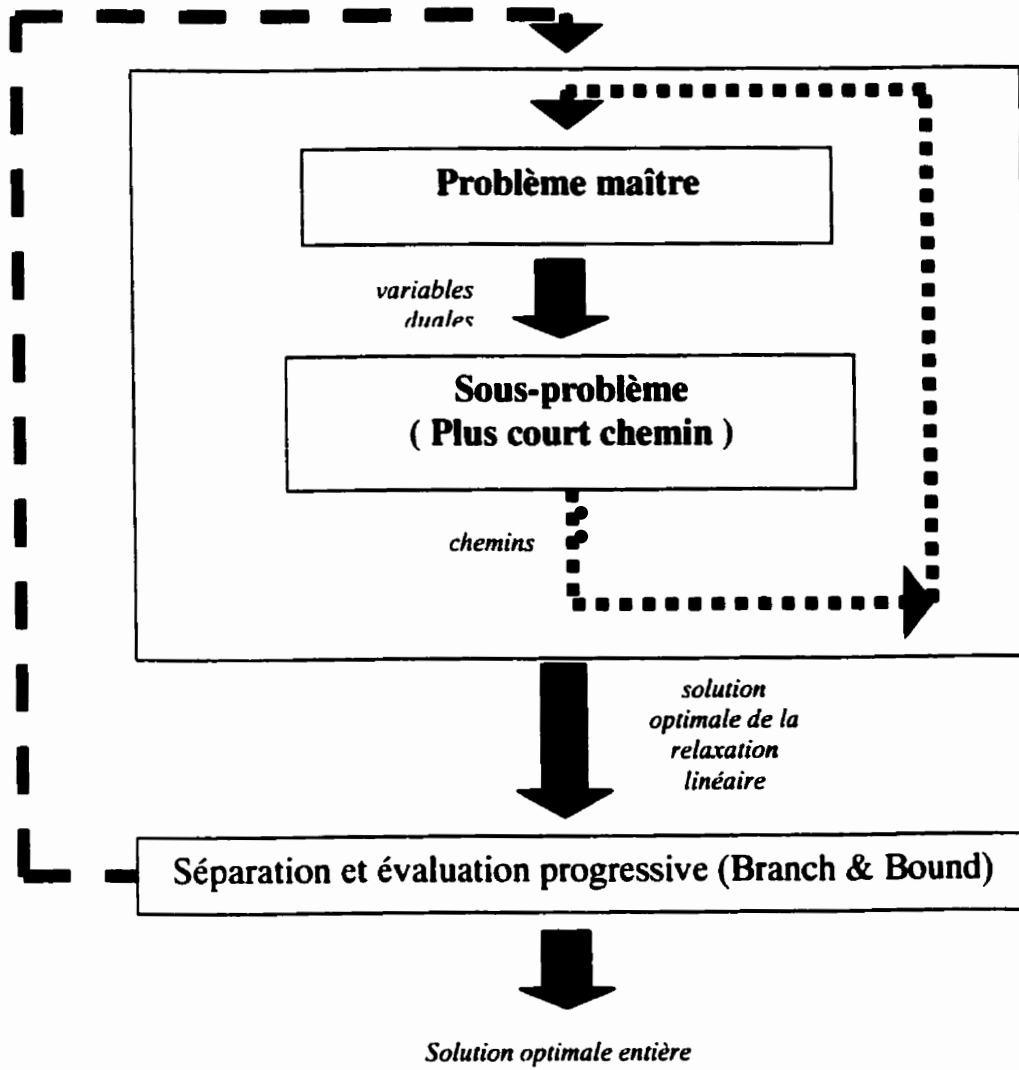 Problème maître
variables
duales
Sous-problème
( Plus court chemin )
chemins
solution
optimale de la
relaxation
linéaire
Séparation et évaluation progressive (Branch & Bound)
Solution optimale entière